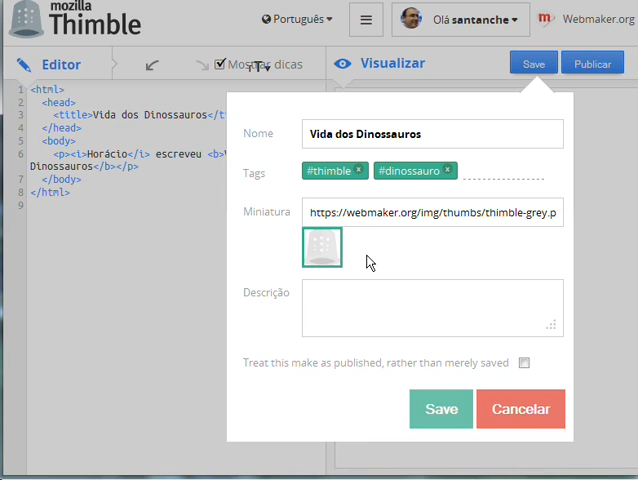 mozilla
Thimble
Português
Olá santanche
Webmaker.org
Editor
Mostrar dicas
Visualizar
Save
Publicar
1 <html>
2 <head>
3 <title>Vida dos Dinossauros</ti
4 </head>
5 <body>
6 <p><i>Horácio</i> escreveu <b>
Dinossauros</b></p>
7 </body>
8 </html>
9
Nome
Vida dos Dinossauros
Tags
#thimble x
#dinossauro x
Miniatura
https://webmaker.org/img/thumbs/thimble-grey.p
Descrição
Treat this make as published, rather than merely saved
Save
Cancelar